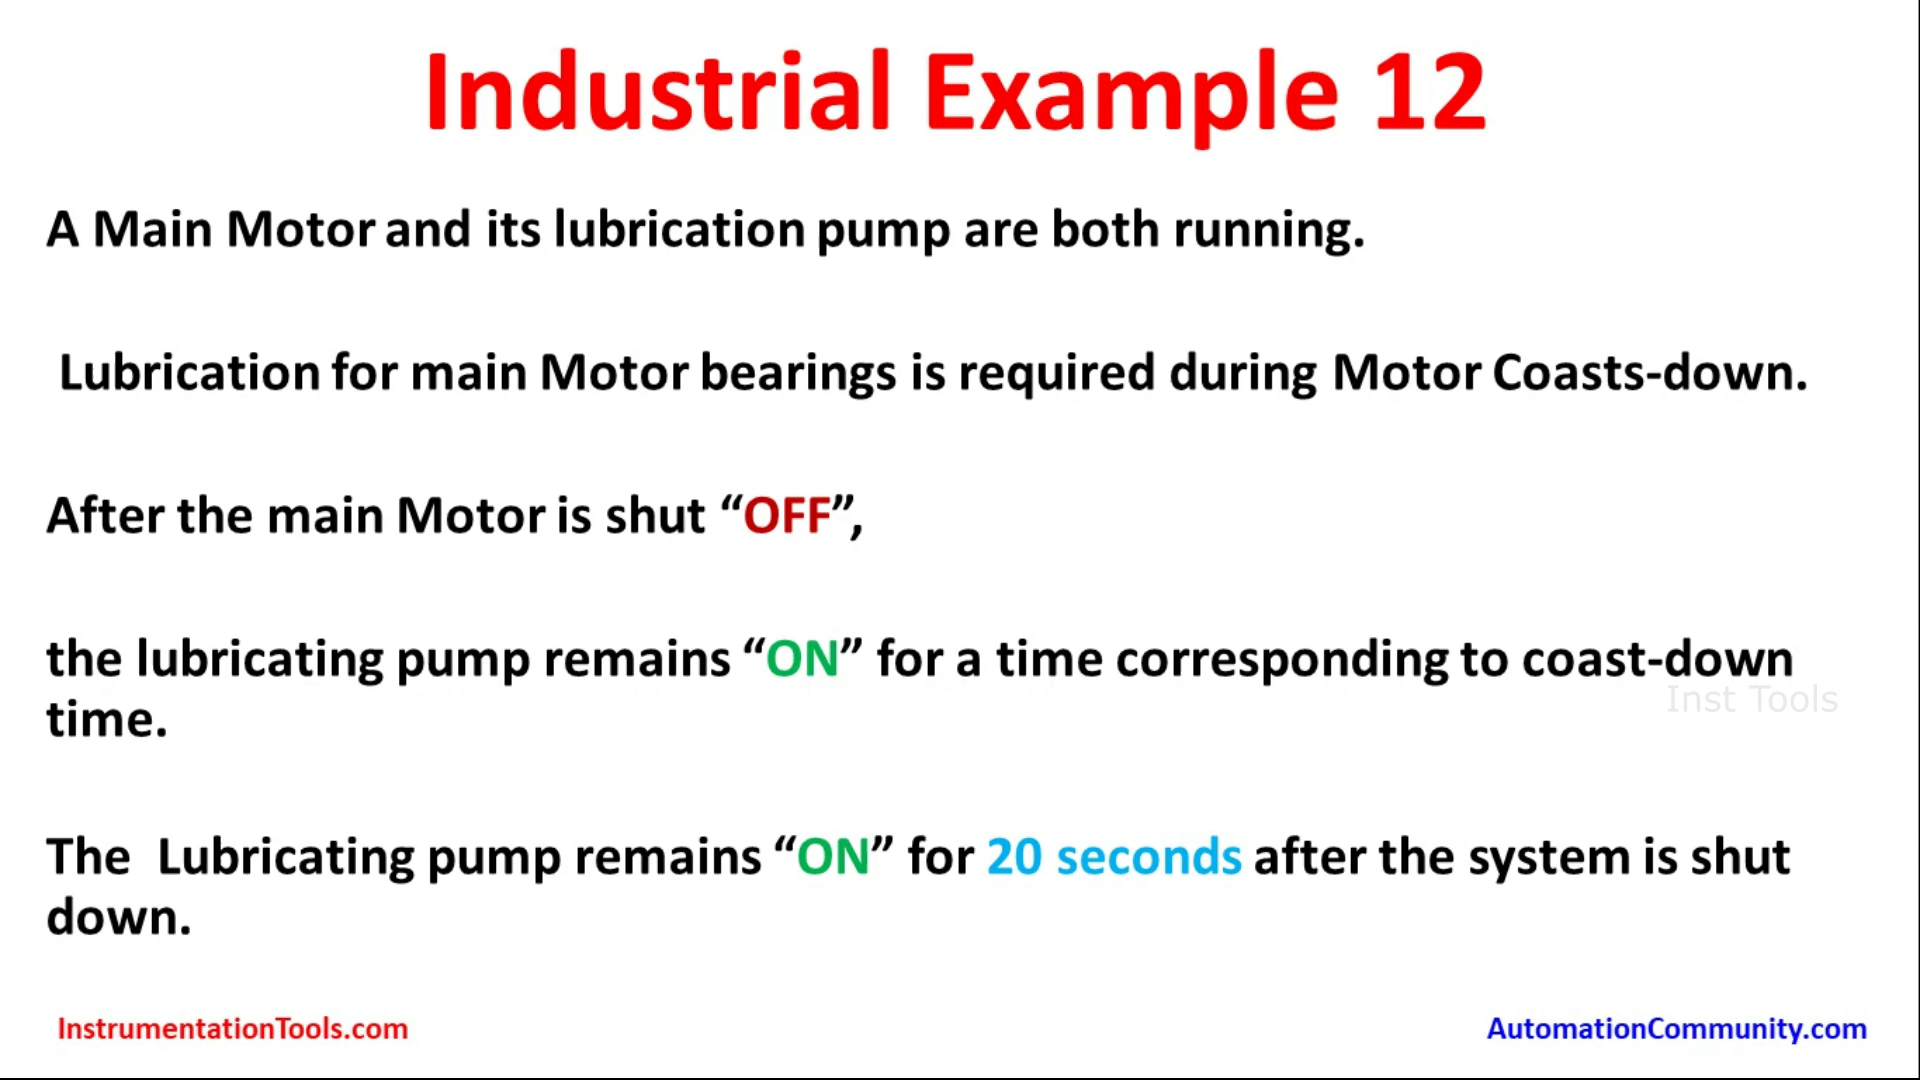 Industrial Example 12
A Main Motor and its lubrication pump are both running.
Lubrication for main Motor bearings is required during Motor Coasts-down.
After the main Motor is shut “OFF”,
the lubricating pump remains “ON” for a time corresponding to coast-down
time.
Inst Tools
The Lubricating pump remains “ON” for 20 seconds after the system is shut
down.
InstrumentationTools.com
AutomationCommunity.com